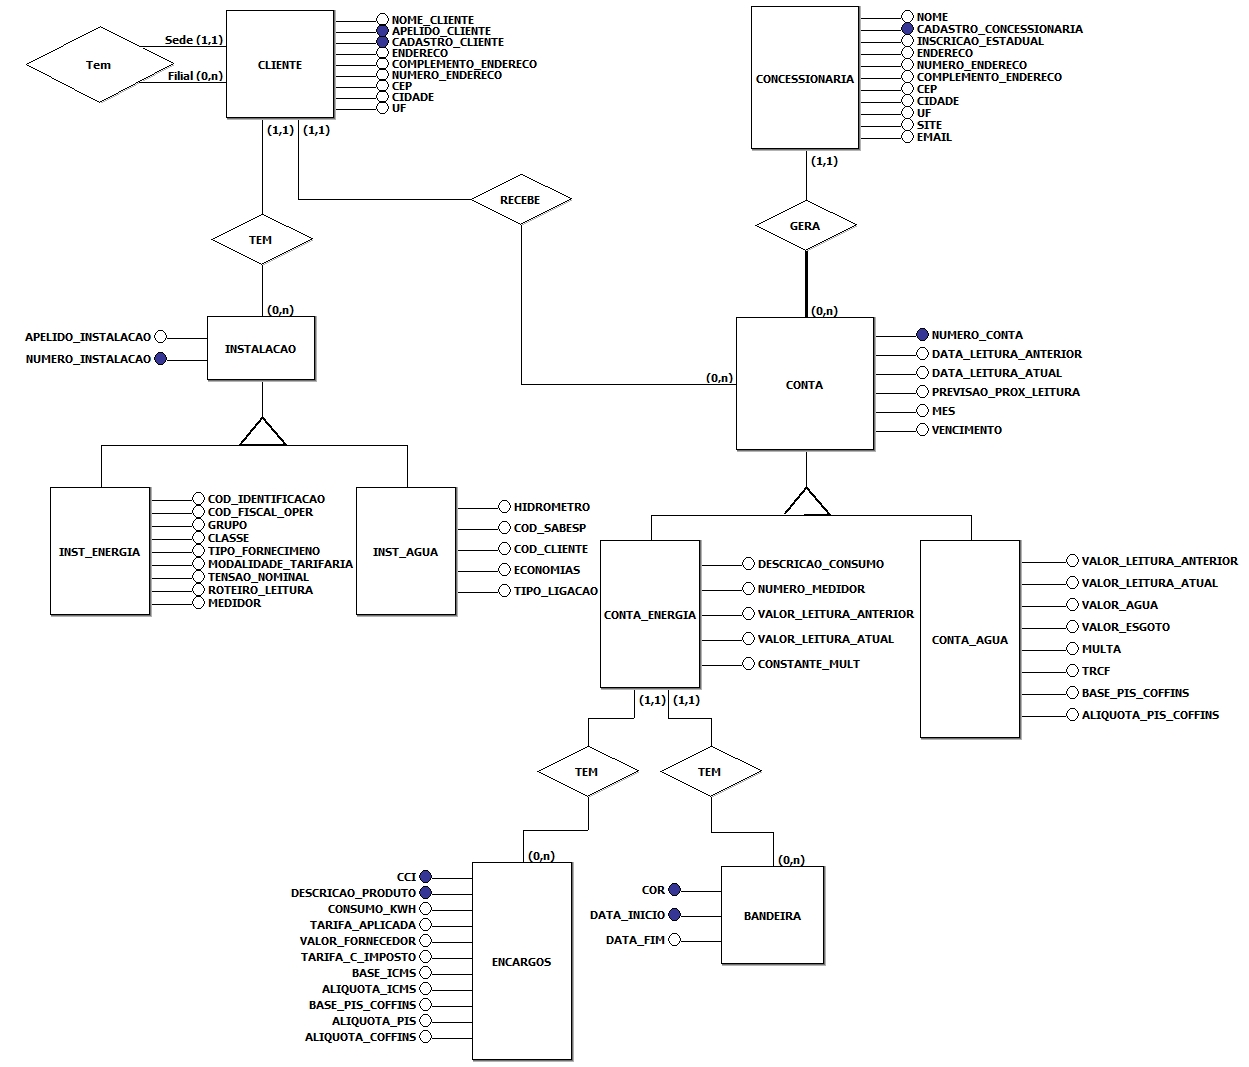 Tem
Sede (1,1)
Filial (0,n)
CLIENTE
NOME_CLIENTE
APELIDO_CLIENTE
CADASTRO_CLIENTE
ENDERECO
COMPLEMENTO_ENDERECO
NUMERO_ENDERECO
CEP
CIDADE
UF
(1,1)
(1,1)
CONCESSIONARIA
NOME
CADASTRO_CONCESSIONARIA
INSCRICAO_ESTADUAL
ENDERECO
NUMERO_ENDERECO
COMPLEMENTO_ENDERECO
CEP
CIDADE
UF
SITE
EMAIL
(1,1)
RECEBE
TEM
GERA
(0,n)
(0,n)
APELIDO_INSTALACAO
NUMERO_INSTALACAO
INSTALACAO
(0,n)
CONTA
NUMERO_CONTA
DATA_LEITURA_ANTERIOR
DATA_LEITURA_ATUAL
PREVISAO_PROX_LEITURA
MES
VENCIMENTO
INST_ENERGIA
COD_IDENTIFICACAO
COD_FISCAL_OPER
GRUPO
CLASSE
TIPO_FORNECIMENO
MODALIDADE_TARIFARIA
TENSAO_NOMINAL
ROTEIRO_LEITURA
MEDIDOR
INST_AGUA
HIDROMETRO
COD_SABESP
COD_CLIENTE
ECONOMIAS
TIPO_LIGACAO
CONTA_ENERGIA
DESCRICAO_CONSUMO
NUMERO_MEDIDOR
VALOR_LEITURA_ANTERIOR
VALOR_LEITURA_ATUAL
CONSTANTE_MULT
CONTA_AGUA
VALOR_LEITURA_ANTERIOR
VALOR_LEITURA_ATUAL
VALOR_AGUA
VALOR_ESGOTO
MULTA
TRCF
BASE_PIS_COFFINS
ALIQUOTA_PIS_COFFINS
(1,1)
(1,1)
TEM
TEM
(0,n)
(0,n)
CCI
DESCRICAO_PRODUTO
CONSUMO_KWH
TARIFA_APLICADA
VALOR_FORNECEDOR
TARIFA_C_IMPOSTO
BASE_ICMS
ALIQUOTA_ICMS
BASE_PIS_COFFINS
ALIQUOTA_PIS
ALIQUOTA_COFFINS
ENCARGOS
COR
DATA_INICIO
DATA_FIM
BANDEIRA